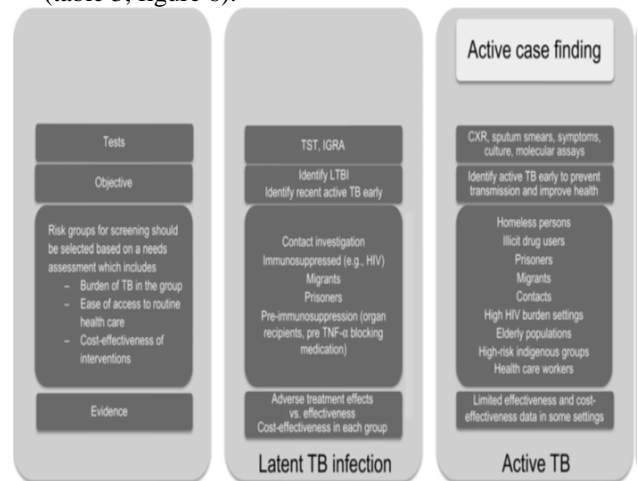 (table 3, figure 6).
Tests
Objective
Risk groups for screening should
be selected based on a needs
assessment which includes
– Burden of TB in the group
– Ease of access to routine
health care
– Cost-effectiveness of
interventions
Evidence
TST, IGRA
Identify LTBI
Identify recent active TB early
Contact investigation
Immunosuppressed (e.g., HIV)
Migrants
Prisoners
Pre-immunosuppression (organ
recipients, pre TNF-α blocking
medication)
Adverse treatment effects
vs. effectiveness
Cost-effectiveness in each group
Latent TB infection
Active case finding
CXR, sputum smears, symptoms,
culture, molecular assays
Identify active TB early to prevent
transmission and improve health
Homeless persons
Illicit drug users
Prisoners
Migrants
Contacts
High HIV burden settings
Elderly populations
High-risk indigenous groups
Health care workers
Limited effectiveness and cost-
effectiveness data in some settings
Active TB